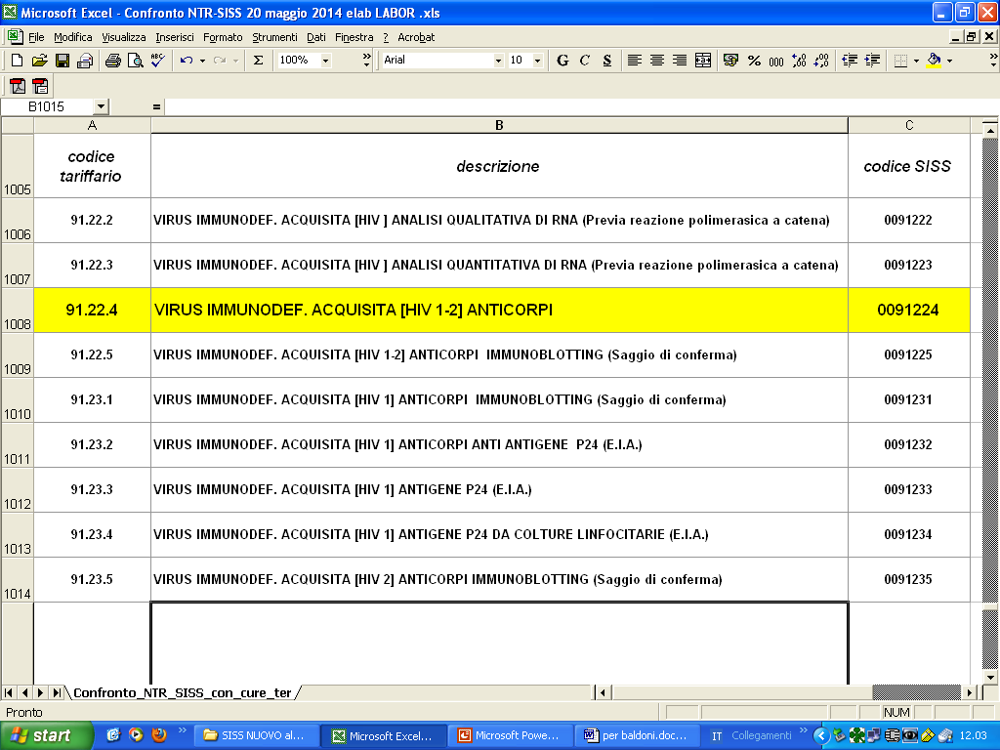 Microsoft Excel - Confronto NTR-SISS 20 maggio 2014 elab LABOR .xls
File Modifica Visualizza Inserisci Formato Strumenti Dati Finestra ? Acrobat
100% Arial 10 G C S % 000
B1015 =
A B C
1005 codice tariffario descrizione codice SISS
1006 91.22.2 VIRUS IMMUNODEF. ACQUISITA [HIV ] ANALISI QUALITATIVA DI RNA (Previa reazione polimerasica a catena) 0091222
1007 91.22.3 VIRUS IMMUNODEF. ACQUISITA [HIV ] ANALISI QUANTITATIVA DI RNA (Previa reazione polimerasica a catena) 0091223
1008 91.22.4 VIRUS IMMUNODEF. ACQUISITA [HIV 1-2] ANTICORPI 0091224
1009 91.22.5 VIRUS IMMUNODEF. ACQUISITA [HIV 1-2] ANTICORPI IMMUNOBLOTTING (Saggio di conferma) 0091225
1010 91.23.1 VIRUS IMMUNODEF. ACQUISITA [HIV 1] ANTICORPI IMMUNOBLOTTING (Saggio di conferma) 0091231
1011 91.23.2 VIRUS IMMUNODEF. ACQUISITA [HIV 1] ANTICORPI ANTI ANTIGENE P24 (E.I.A.) 0091232
1012 91.23.3 VIRUS IMMUNODEF. ACQUISITA [HIV 1] ANTIGENE P24 (E.I.A.) 0091233
1013 91.23.4 VIRUS IMMUNODEF. ACQUISITA [HIV 1] ANTIGENE P24 DA COLTURE LINFOCITARIE (E.I.A.) 0091234
1014 91.23.5 VIRUS IMMUNODEF. ACQUISITA [HIV 2] ANTICORPI IMMUNOBLOTTING (Saggio di conferma) 0091235
Confronto_NTR_SISS_con_cure_ter
Pronto NUM
start SISS NUOVO al... Microsoft Excel... Microsoft Powe... per baldoni.doc... IT Collegamenti 12.03